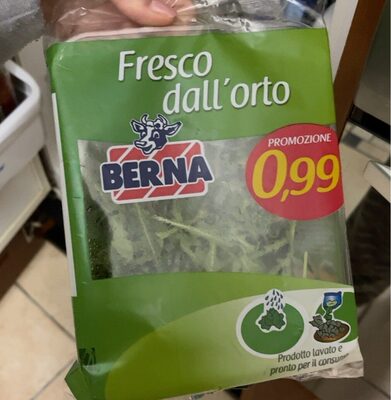 Fresco
dall'orto
BERNA
PROMOZIONE
0,99
Prodotto lavato e
pronto per il consumo